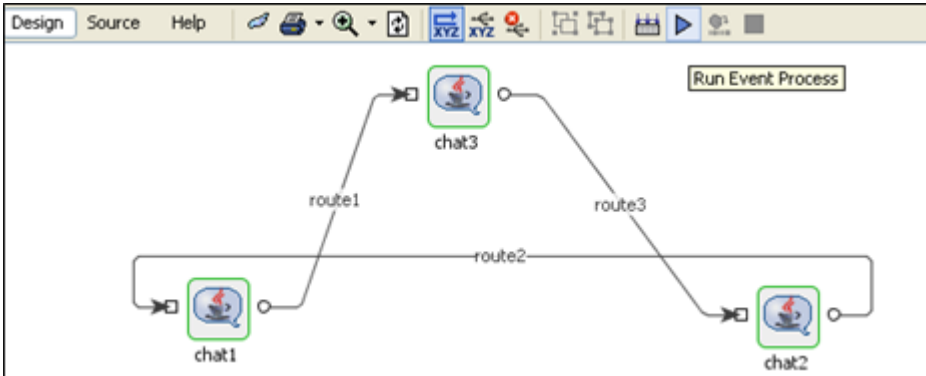 Design Source Help XYZ XYZ
Run Event Process
chat3
route1
route3
route2
chat1
chat2